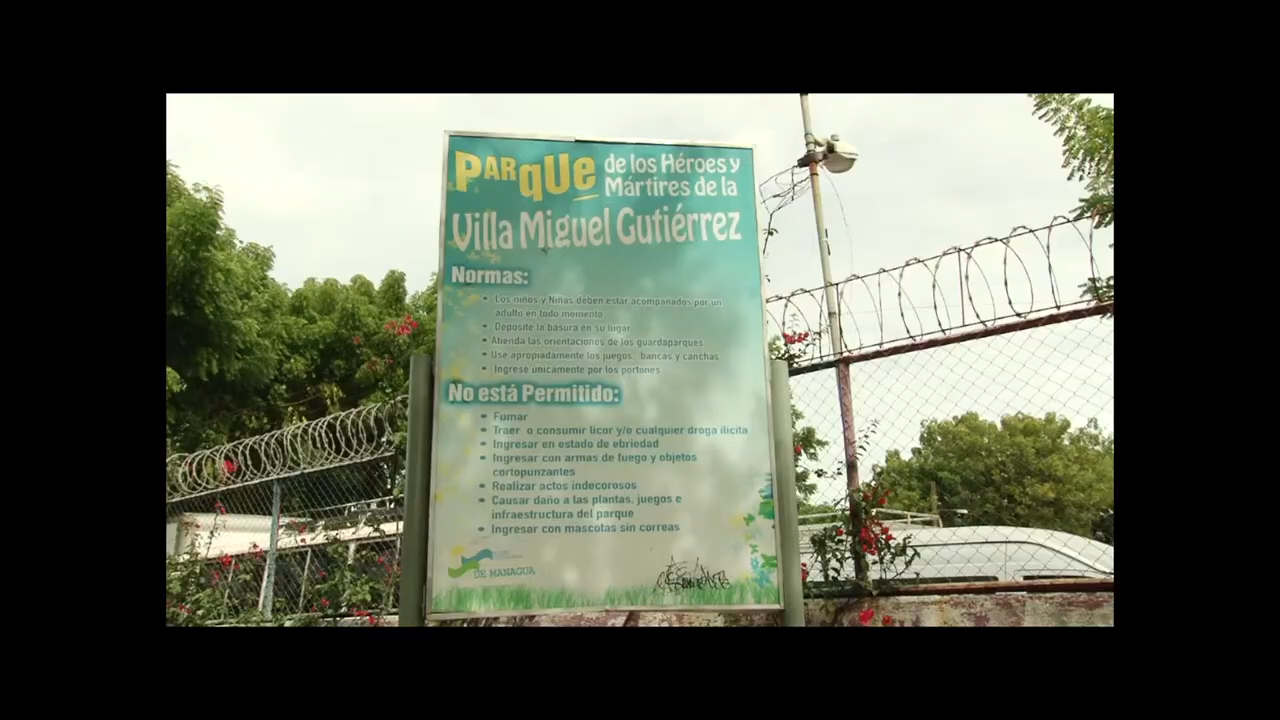 PARqUe de los Héroes y
Mártires de la
Villa Miguel Gutiérrez
Normas:
• Los niños y Niñas deben estar acompañados por un
adulto en todo momento
• Deposite la basura en su lugar
• Atienda las orientaciones de los guardaparques
• Use apropiadamente los juegos, bancas y canchas
• Ingrese únicamente por los portones
No está Permitido:
• Fumar
• Traer o consumir licor y/o cualquier droga ilícita
• Ingresar en estado de ebriedad
• Ingresar con armas de fuego y objetos
cortopunzantes
• Realizar actos indecorosos
• Causar daño a las plantas, juegos e
infraestructura del parque
• Ingresar con mascotas sin correas
DE MANAGUA